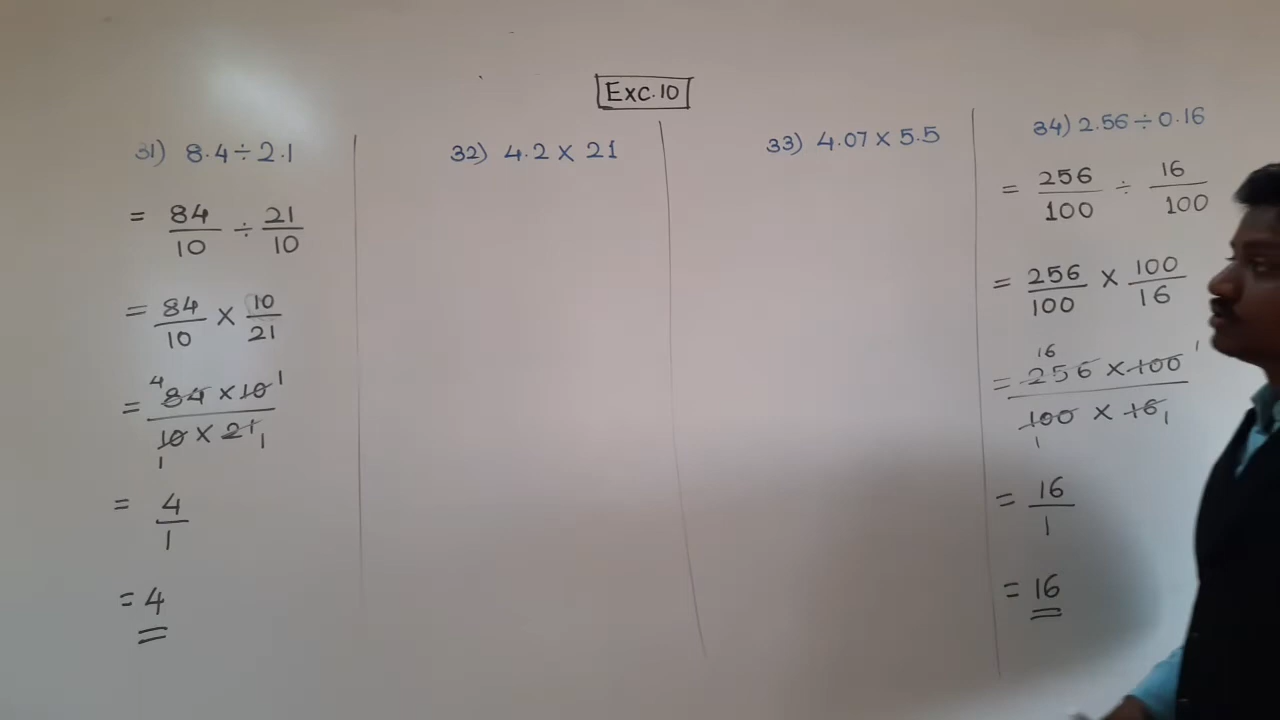 Exc.10
31) 8.4 ÷ 2.1
= 84/10 ÷ 21/10
= 84/10 × 10/21
= 4 84 × 10 1 / 10 × 21 1
1
= 4/1
= 4
32) 4.2 × 21
33) 4.07 × 5.5
34) 2.56 ÷ 0.16
= 256/100 ÷ 16/100
= 256/100 × 100/16
16
= 256 × 100 1 / 100 × 16 1
1
= 16/1
= 16